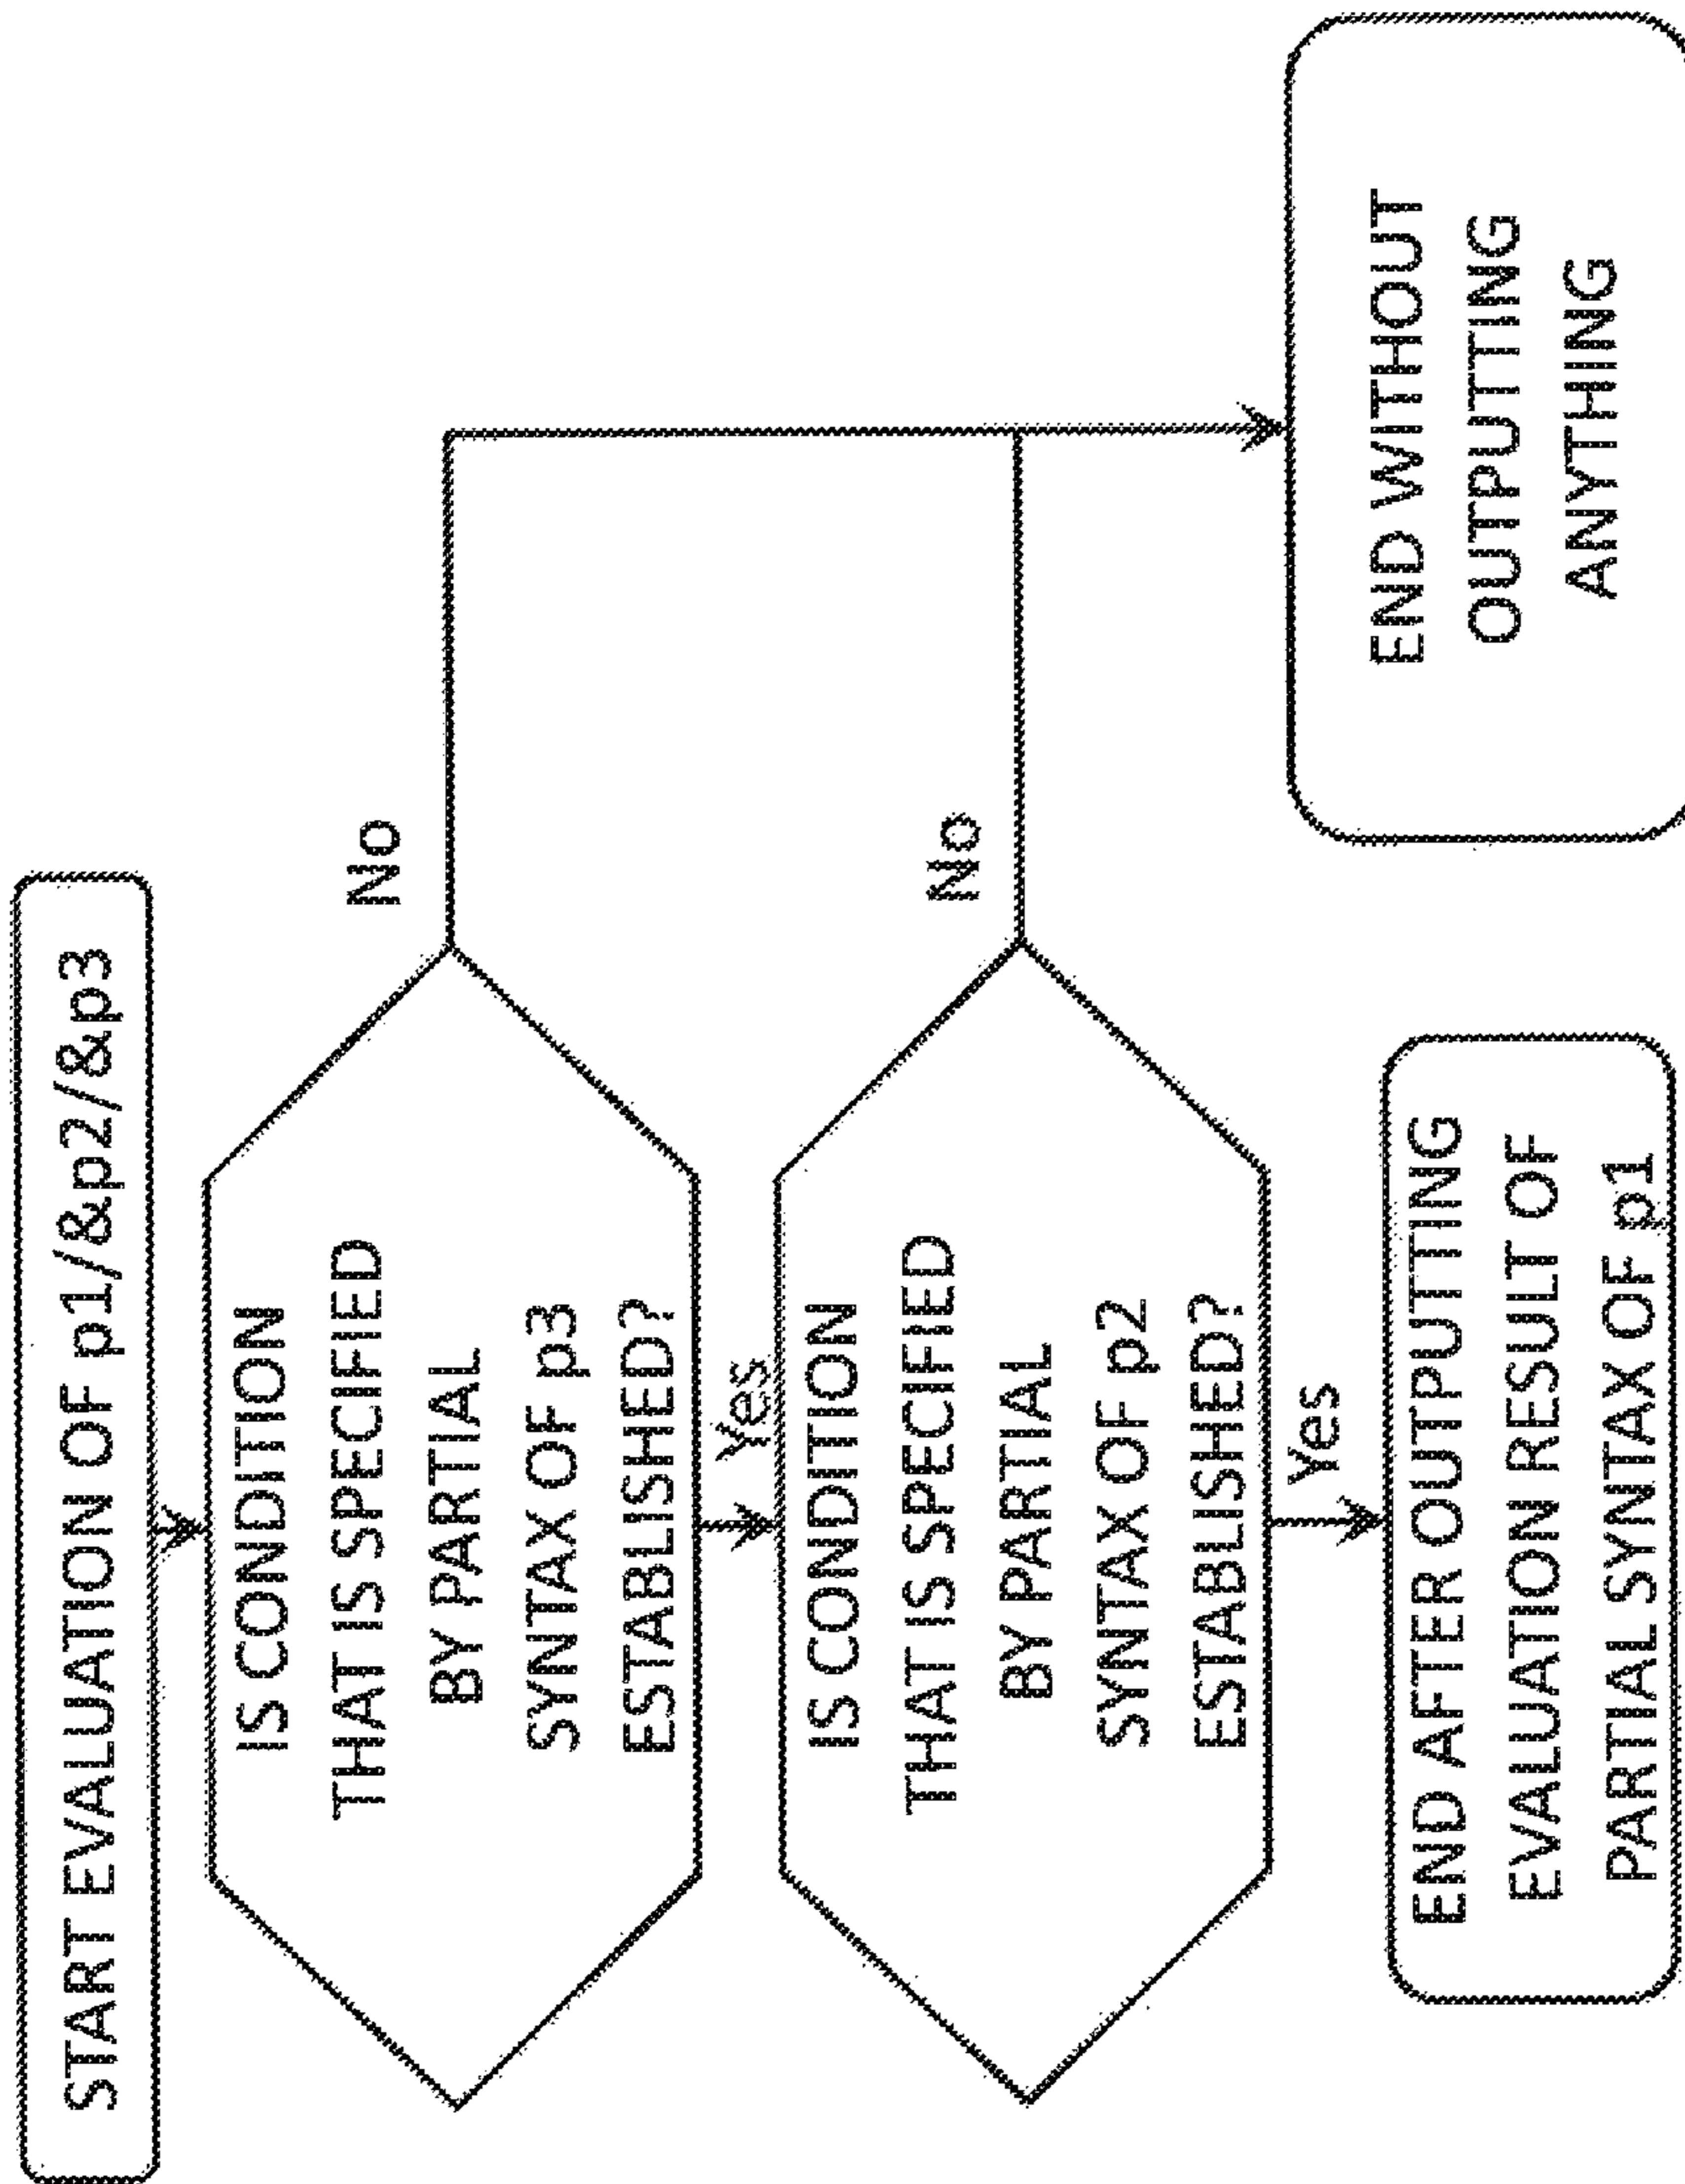 START EVALUATION OF p1/&p2/&p3
IS CONDITION
THAT IS SPECIFIED
BY PARTIAL
SYNTAX OF p3
ESTABLISHED?
No
Yes
IS CONDITION
THAT IS SPECIFIED
BY PARTIAL
SYNTAX OF p2
ESTABLISHED?
No
Yes
END AFTER OUTPUTTING
EVALUATION RESULT OF
PARTIAL SYNTAX OF p1
END WITHOUT
OUTPUTTING
ANYTHING